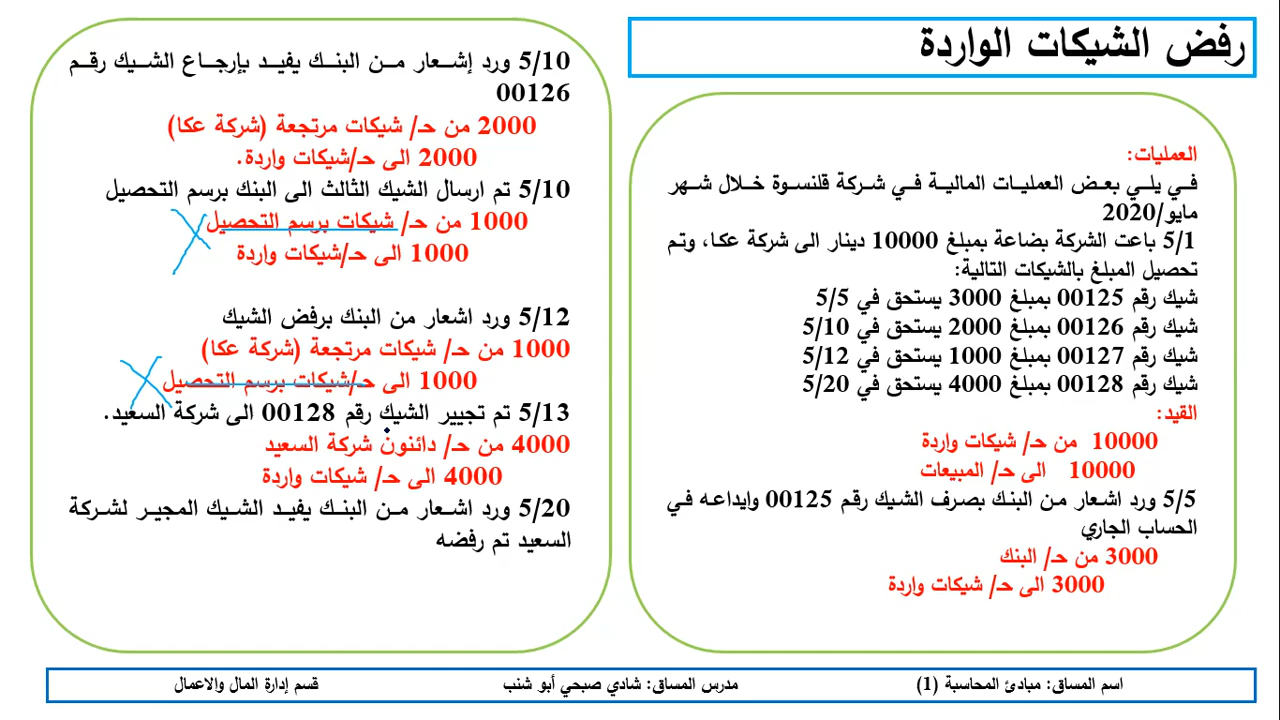 رفض الشيكات الواردة
العمليات:
في يلي بعض العمليات المالية في شركة قلنسوة خلال شهر
مايو/2020
5/1 باعت الشركة بضاعة بمبلغ 10000 دينار الى شركة عكا، وتم
تحصيل المبلغ بالشيكات التالية:
شيك رقم 00125 بمبلغ 3000 يستحق في 5/5
شيك رقم 00126 بمبلغ 2000 يستحق في 5/10
شيك رقم 00127 بمبلغ 1000 يستحق في 5/12
شيك رقم 00128 بمبلغ 4000 يستحق في 5/20
القيد:
10000 من حـ/ شيكات واردة
10000 الى حـ/ المبيعات
5/5 ورد اشعار من البنك بصرف الشيك رقم 00125 وايداعه في
الحساب الجاري
3000 من حـ/ البنك
3000 الى حـ/ شيكات واردة
5/10 ورد إشعار من البنك يفيد بإرجاع الشيك رقم
00126
2000 من حـ/ شيكات مرتجعة (شركة عكا)
2000 الى حـ/شيكات واردة.
5/10 تم ارسال الشيك الثالث الى البنك برسم التحصيل
1000 من حـ/ شيكات برسم التحصيل
1000 الى حـ/شيكات واردة
5/12 ورد اشعار من البنك برفض الشيك
1000 من حـ/ شيكات مرتجعة (شركة عكا)
1000 الى حـ/شيكات برسم التحصيل
5/13 تم تجيير الشيك رقم 00128 الى شركة السعيد.
4000 من حـ/ دائنون شركة السعيد
4000 الى حـ/ شيكات واردة
5/20 ورد اشعار من البنك يفيد الشيك المجير لشركة
السعيد تم رفضه
اسم المساق: مبادئ المحاسبة (1)
مدرس المساق: شادي صبحي أبو شنب
قسم إدارة المال والاعمال